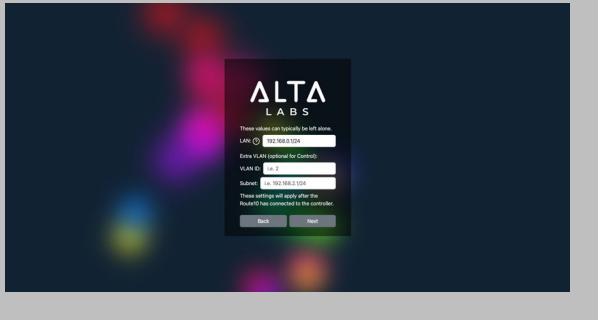 ALTA
LABS
These values can typically be left alone.
LAN: ? 192.168.0.1/24
Extra VLAN (optional for Control):
VLAN ID: i.e. 2
Subnet: i.e. 192.168.2.1/24
These settings will apply after the
Route10 has connected to the controller.
Back Next